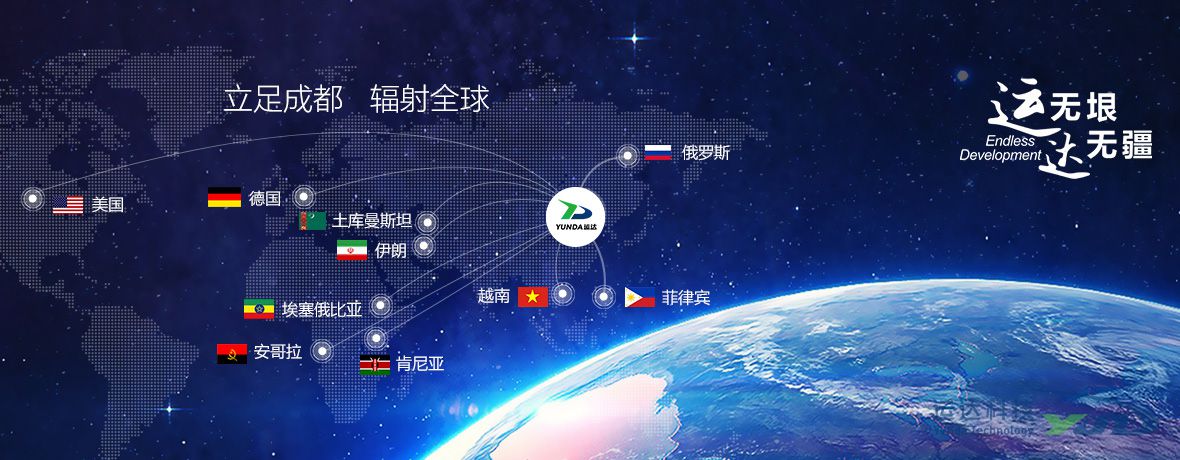 立足成都 辐射全球
运无垠
Endless
Development
达无疆
俄罗斯
美国
德国
土库曼斯坦
YUNDA运达
伊朗
越南
菲律宾
埃塞俄比亚
安哥拉
肯尼亚
运达科技
Technology